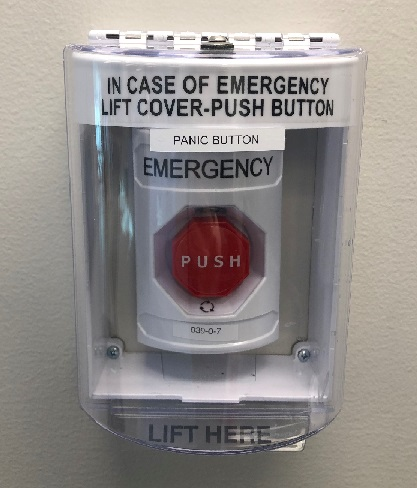 IN CASE OF EMERGENCY
LIFT COVER-PUSH BUTTON
PANIC BUTTON
EMERGENCY
PUSH
039-0-7
LIFT HERE